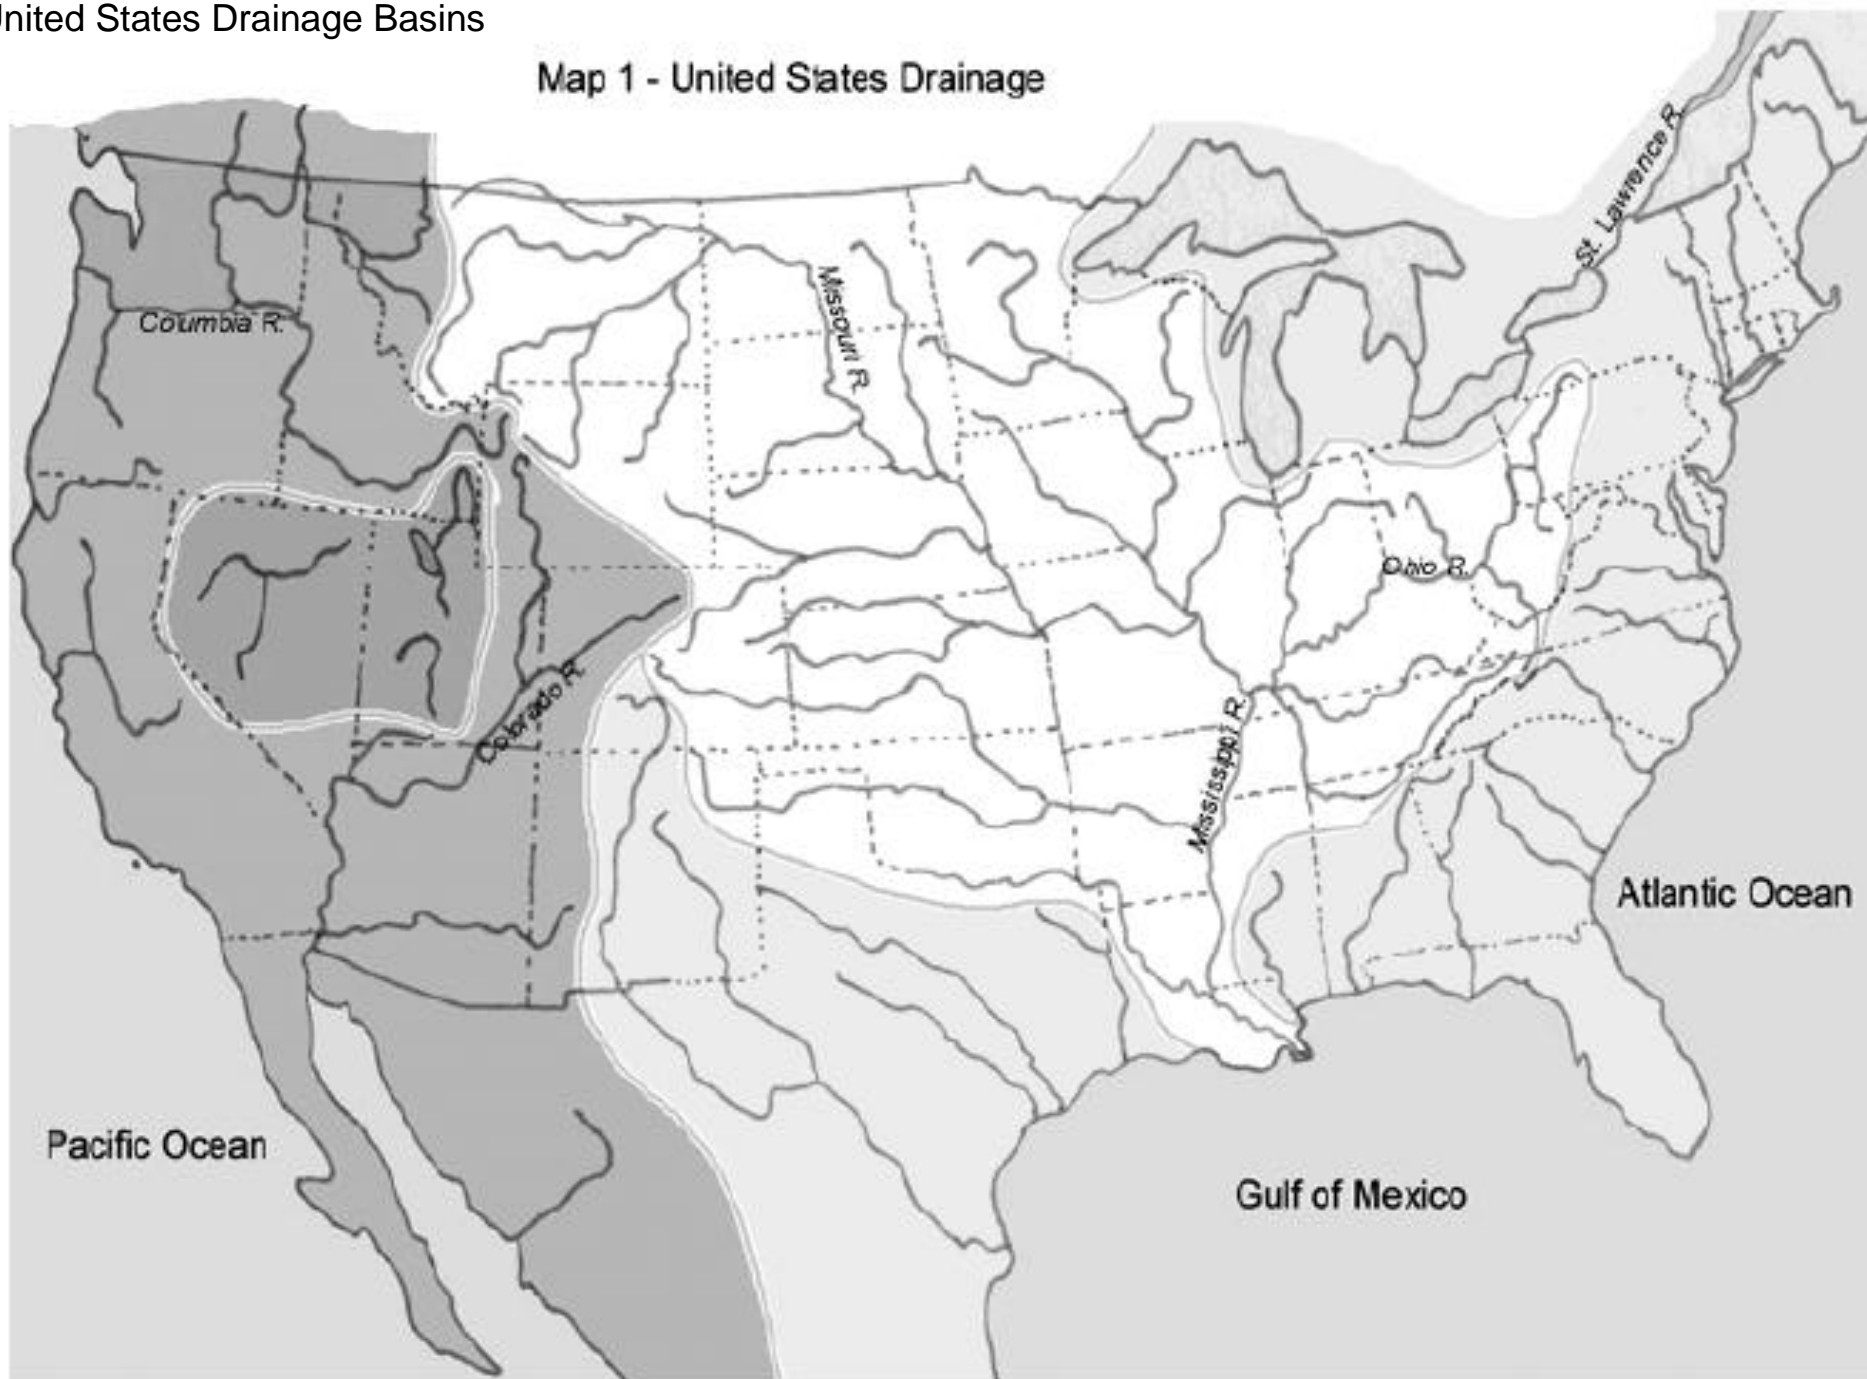 United States Drainage Basins
Map 1 - United States Drainage
St. Lawrence R.
Columbia R.
Missouri R.
Ohio R.
Colorado R.
Mississippi R.
Atlantic Ocean
Pacific Ocean
Gulf of Mexico